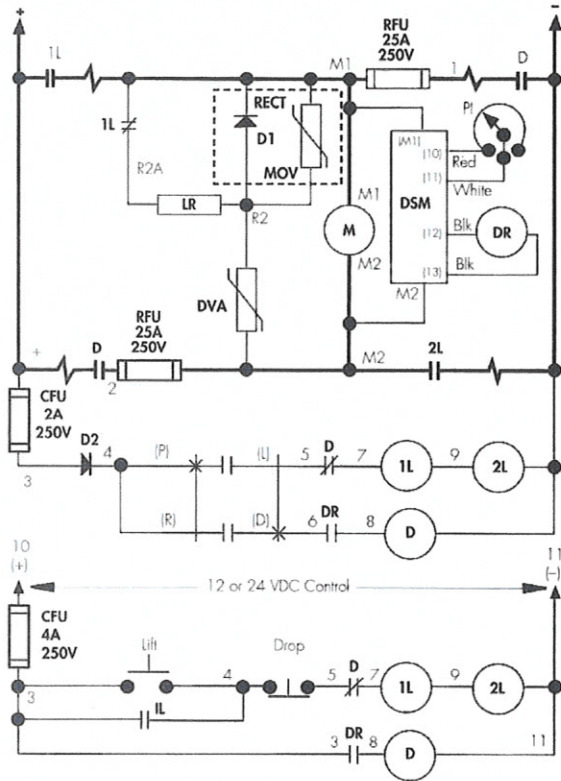 +
−
1L
M1
RFU
25A
250V
1
D
1L
R2A
RECT
D1
MOV
LR
R2
M1
M
M2
(M1)
(10)
Red
(11)
White
DSM
(12)
Blk
(13)
Blk
M2
PI
DR
DVA
RFU
25A
250V
+
D
2
M2
2L
CFU
2A
250V
3
D2
4
(P)
(L)
5
D
7
1L
9
2L
(R)
(D)
6
DR
8
D
10
(+)
12 or 24 VDC Control
11
(−)
CFU
4A
250V
Lift
Drop
3
4
5
D
7
1L
9
2L
IL
DR
3
8
D
11